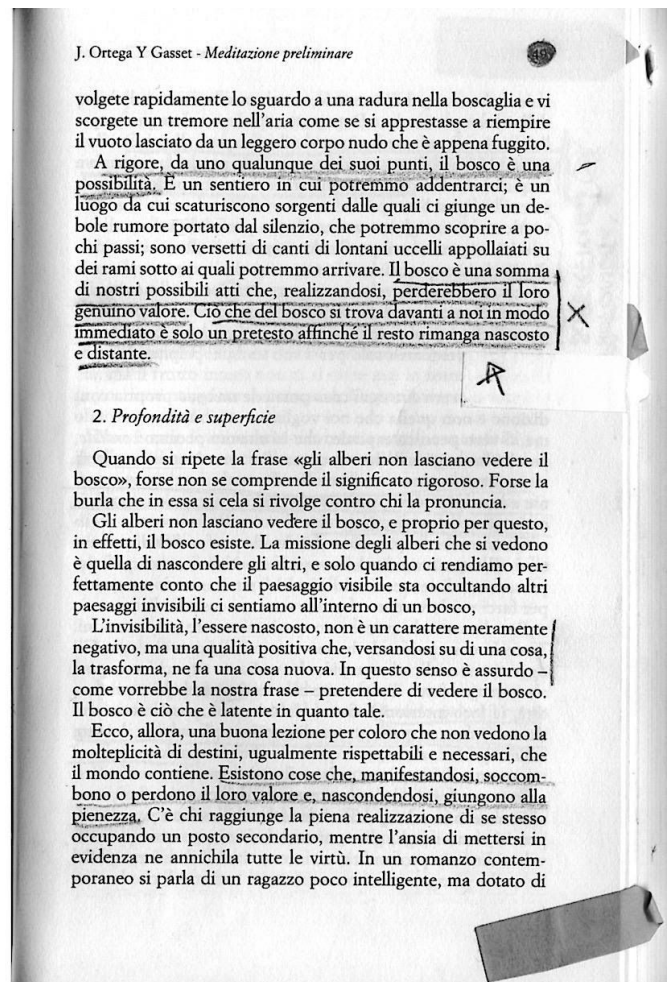 J. Ortega Y Gasset - Meditazione preliminare
49
volgete rapidamente lo sguardo a una radura nella boscaglia e vi
scorgete un tremore nell'aria come se si apprestasse a riempire
il vuoto lasciato da un leggero corpo nudo che è appena fuggito.
A rigore, da uno qualunque dei suoi punti, il bosco è una
possibilità. È un sentiero in cui potremmo addentrarci; è un
luogo da cui scaturiscono sorgenti dalle quali ci giunge un de-
bole rumore portato dal silenzio, che potremmo scoprire a po-
chi passi; sono versetti di canti di lontani uccelli appollaiati su
dei rami sotto ai quali potremmo arrivare. Il bosco è una somma
di nostri possibili atti che, realizzandosi, perderebbero il loro
genuino valore. Ciò che del bosco si trova davanti a noi in modo
immediato è solo un pretesto affinché il resto rimanga nascosto
e distante.
2. Profondità e superficie
Quando si ripete la frase «gli alberi non lasciano vedere il
bosco», forse non se comprende il significato rigoroso. Forse la
burla che in essa si cela si rivolge contro chi la pronuncia.
Gli alberi non lasciano vedere il bosco, e proprio per questo,
in effetti, il bosco esiste. La missione degli alberi che si vedono
è quella di nascondere gli altri, e solo quando ci rendiamo per-
fettamente conto che il paesaggio visibile sta occultando altri
paesaggi invisibili ci sentiamo all'interno di un bosco,
L'invisibilità, l'essere nascosto, non è un carattere meramente
negativo, ma una qualità positiva che, versandosi su di una cosa,
la trasforma, ne fa una cosa nuova. In questo senso è assurdo –
come vorrebbe la nostra frase – pretendere di vedere il bosco.
Il bosco è ciò che è latente in quanto tale.
Ecco, allora, una buona lezione per coloro che non vedono la
molteplicità di destini, ugualmente rispettabili e necessari, che
il mondo contiene. Esistono cose che, manifestandosi, soccom-
bono o perdono il loro valore e, nascondendosi, giungono alla
pienezza. C'è chi raggiunge la piena realizzazione di se stesso
occupando un posto secondario, mentre l'ansia di mettersi in
evidenza ne annichila tutte le virtù. In un romanzo contem-
poraneo si parla di un ragazzo poco intelligente, ma dotato di